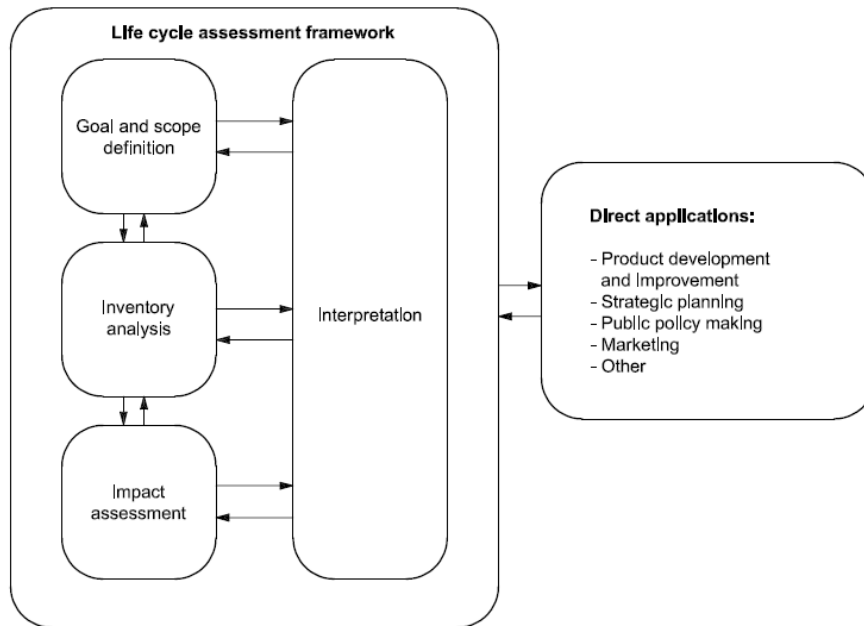 Life cycle assessment framework
Goal and scope
definition
Inventory
analysis
Impact
assessment
Interpretation
Direct applications:
- Product development
and improvement
- Strategic planning
- Public policy making
- Marketing
- Other